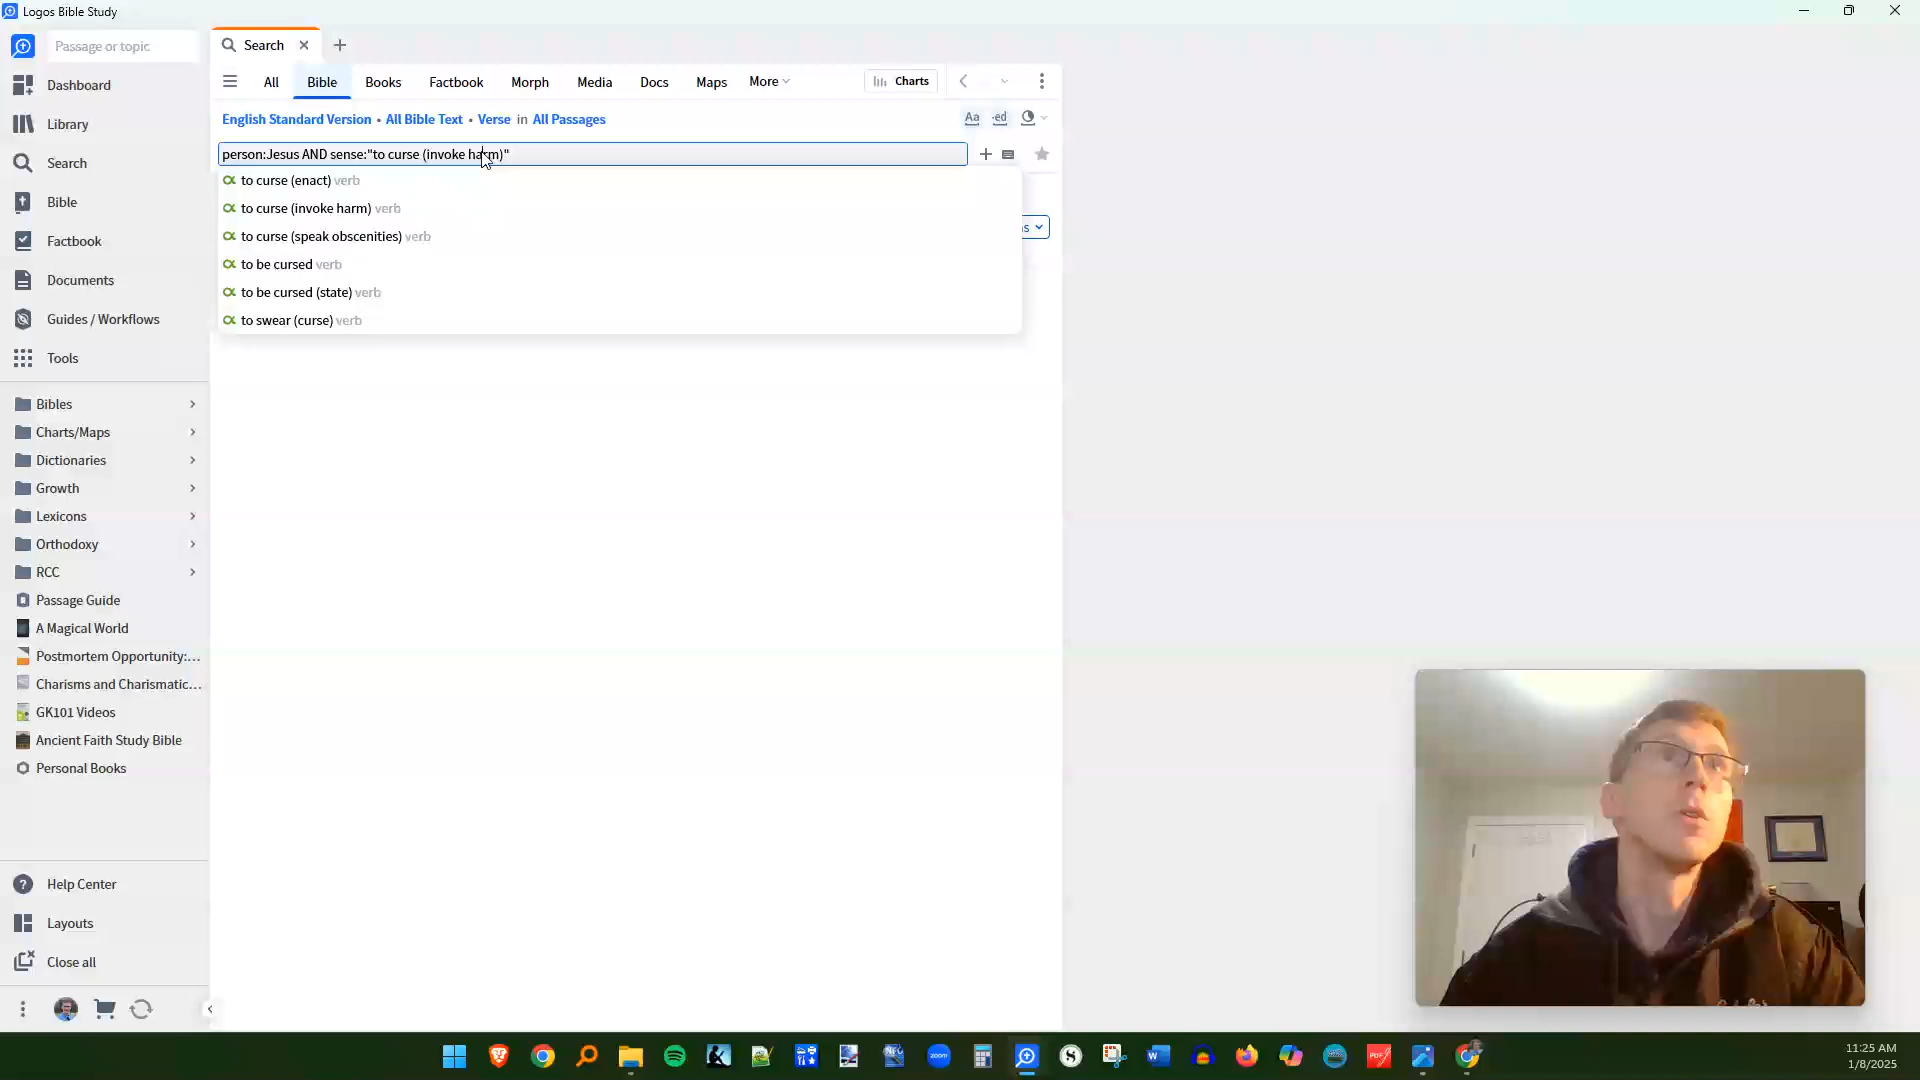 Logos Bible Study
Passage or topic
Dashboard
Library
Search
Bible
Factbook
Documents
Guides / Workflows
Tools
Bibles
Charts/Maps
Dictionaries
Growth
Lexicons
Orthodoxy
RCC
Passage Guide
A Magical World
Postmortem Opportunity:...
Charisms and Charismatic...
GK101 Videos
Ancient Faith Study Bible
Personal Books
Help Center
Layouts
Close all
Search
All Bible Books Factbook Morph Media Docs Maps More Charts
English Standard Version • All Bible Text • Verse in All Passages
Aa
-ed
person:Jesus AND sense:"to curse (invoke harm)"
to curse (enact) verb
to curse (invoke harm) verb
s
to curse (speak obscenities) verb
to be cursed verb
to be cursed (state) verb
to swear (curse) verb
NFC
zoom
S
W
PDF
11:25 AM
1/8/2025